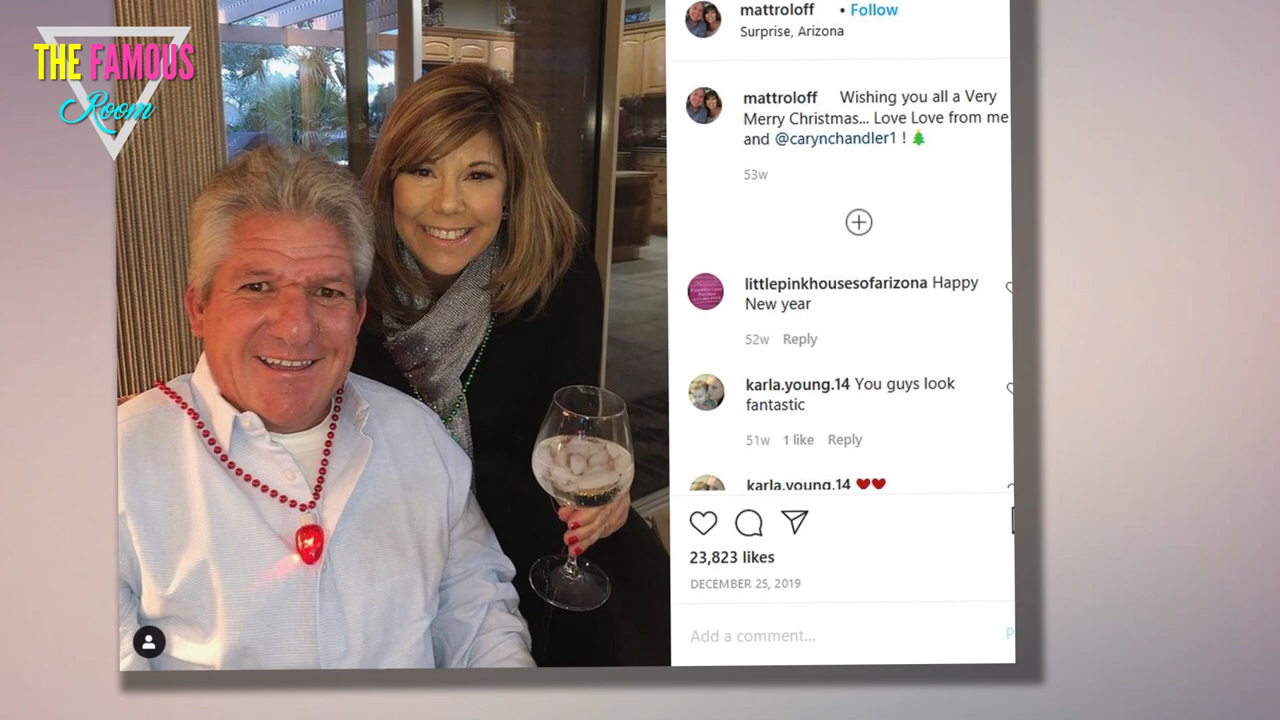 THE FAMOUS
Room
mattroloff • Follow
Surprise, Arizona
mattroloff Wishing you all a Very
Merry Christmas... Love Love from me
and @carynchandler1 ! 🎄
53w
littlepinkhousesofarizona Happy
New year
52w Reply
karla.young.14 You guys look
fantastic
51w 1 like Reply
karla.young.14 ❤❤
23,823 likes
DECEMBER 25, 2019
Add a comment...
P